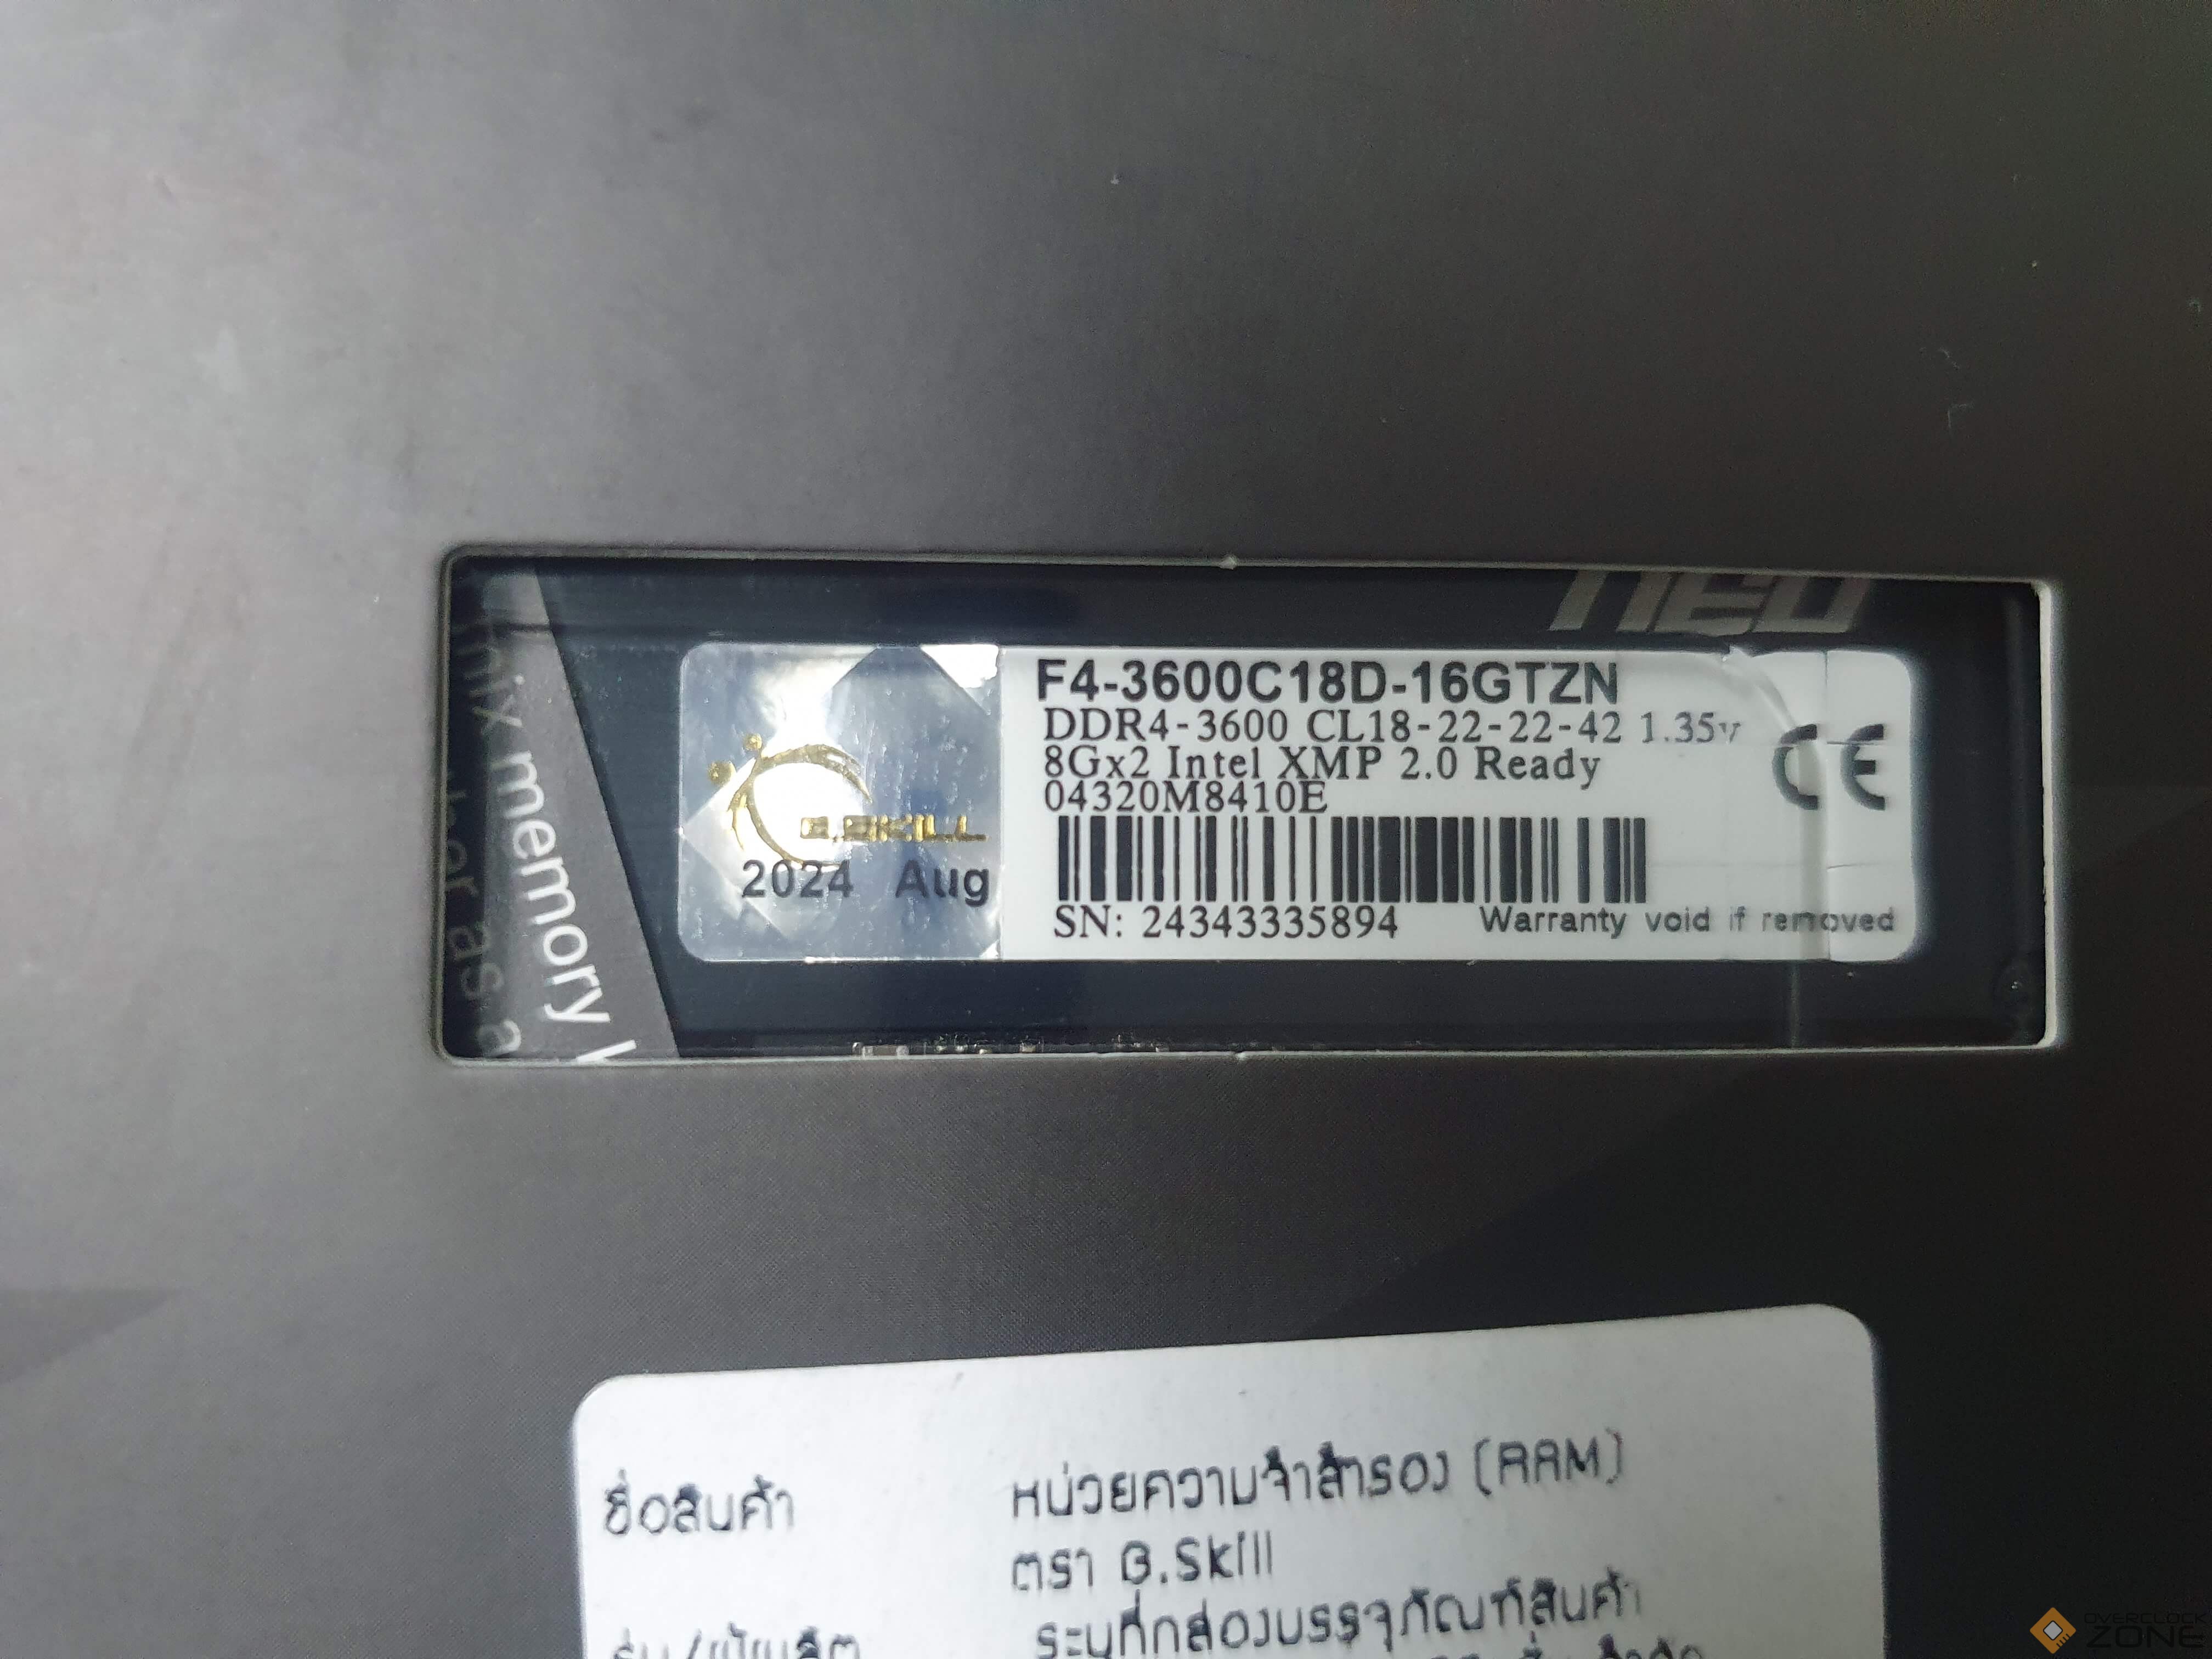 neo
mix memory
as a
G.SKILL
2024 Aug
F4-3600C18D-16GTZN
DDR4-3600 CL18-22-22-42 1.35v
8Gx2 Intel XMP 2.0 Ready
04320M8410E
CE
SN: 24343335894 Warranty void if removed
ชื่อสินค้า หน่วยความจำสำรอง (RAM)
ตรา G.Skill
ระบุที่กล่องบรรจุภัณฑ์สินค้า
OVERCLOCK
ZONE